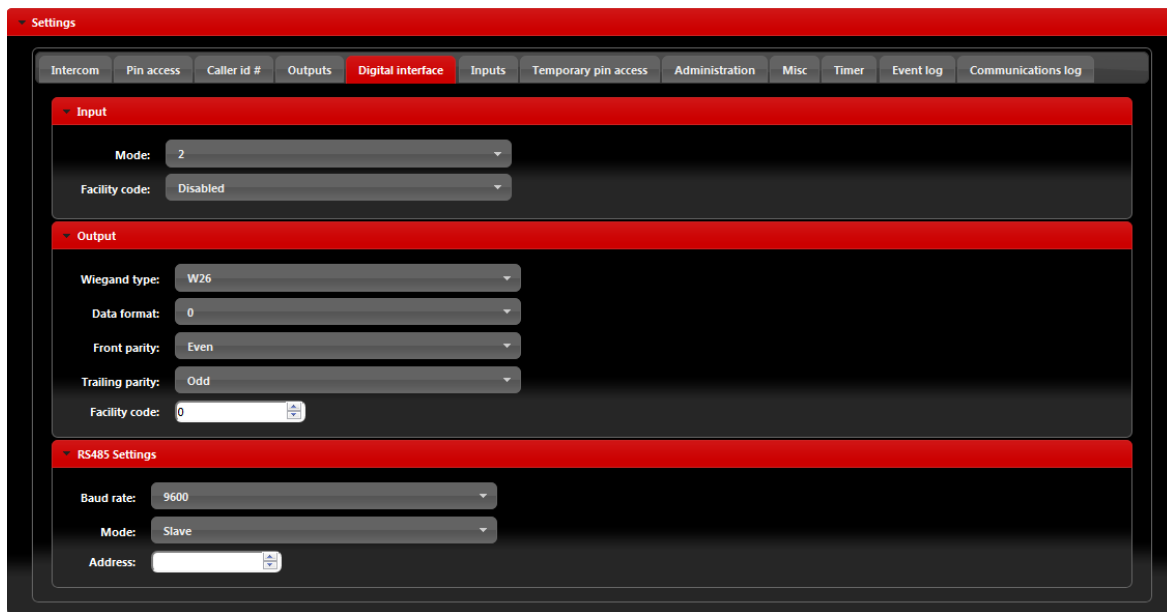 Settings
Intercom Pin access Caller id # Outputs Digital interface Inputs Temporary pin access Administration Misc Timer Event log Communications log
Input
Mode: 2
Facility code: Disabled
Output
Wiegand type: W26
Data format: 0
Front parity: Even
Trailing parity: Odd
Facility code: 0
RS485 Settings
Baud rate: 9600
Mode: Slave
Address: